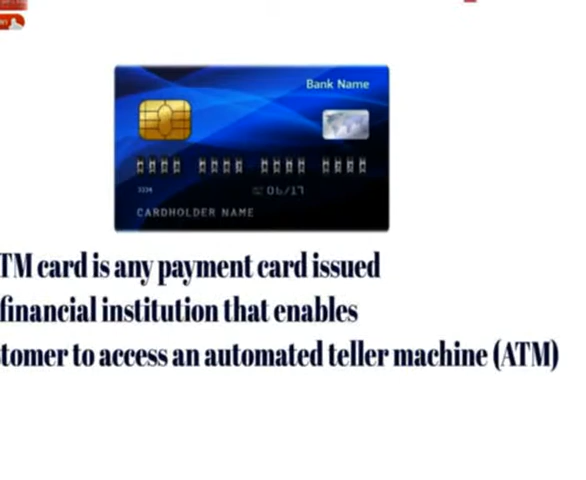 Bank Name
3334
06/17
CARDHOLDER NAME
TM card is any payment card issued
financial institution that enables
tomer to access an automated teller machine (ATM)